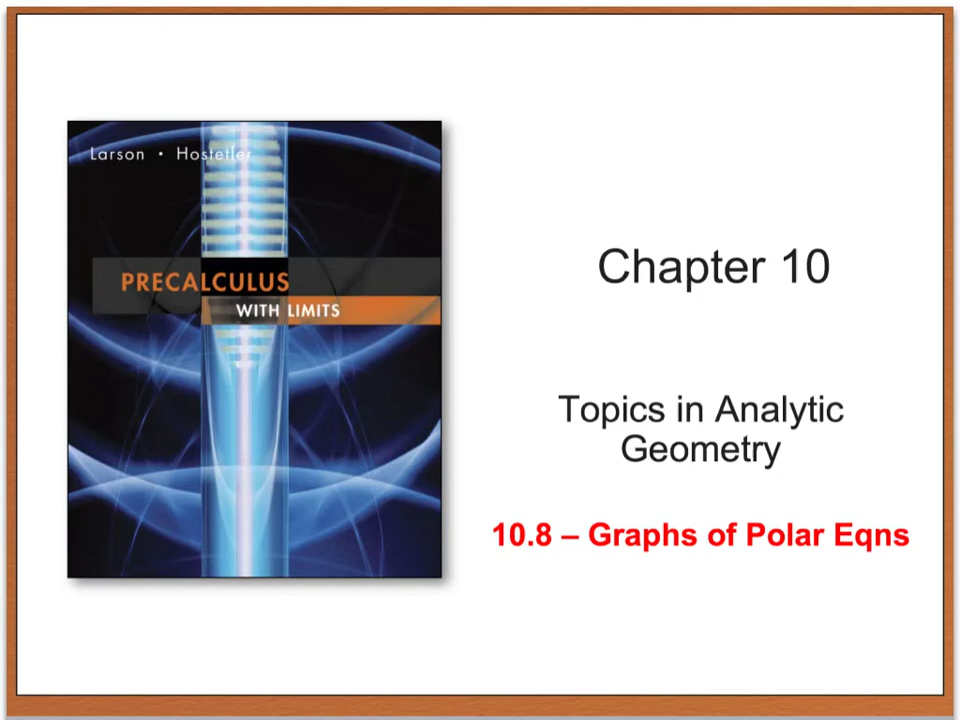 Larson • Hostetler
PRECALCULUS
WITH LIMITS
Chapter 10
Topics in Analytic
Geometry
10.8 – Graphs of Polar Eqns